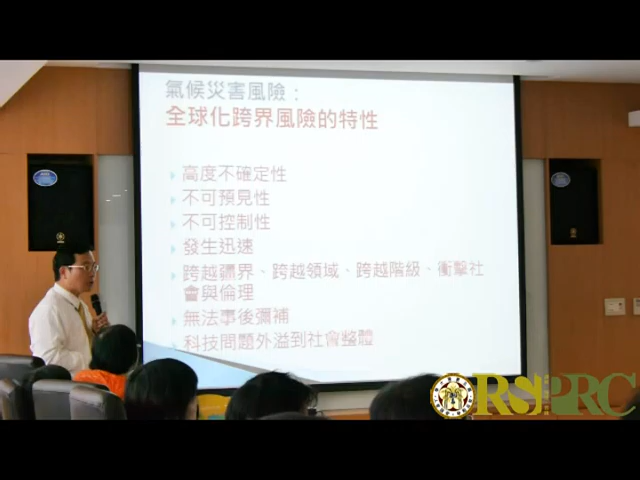 氣候災害風險：
全球化跨界風險的特性
高度不確定性
不可預見性
不可控制性
發生迅速
跨越疆界、跨越領域、跨越階級、衝擊社
會與倫理
無法事後彌補
科技問題外溢到社會整體
RSPRC